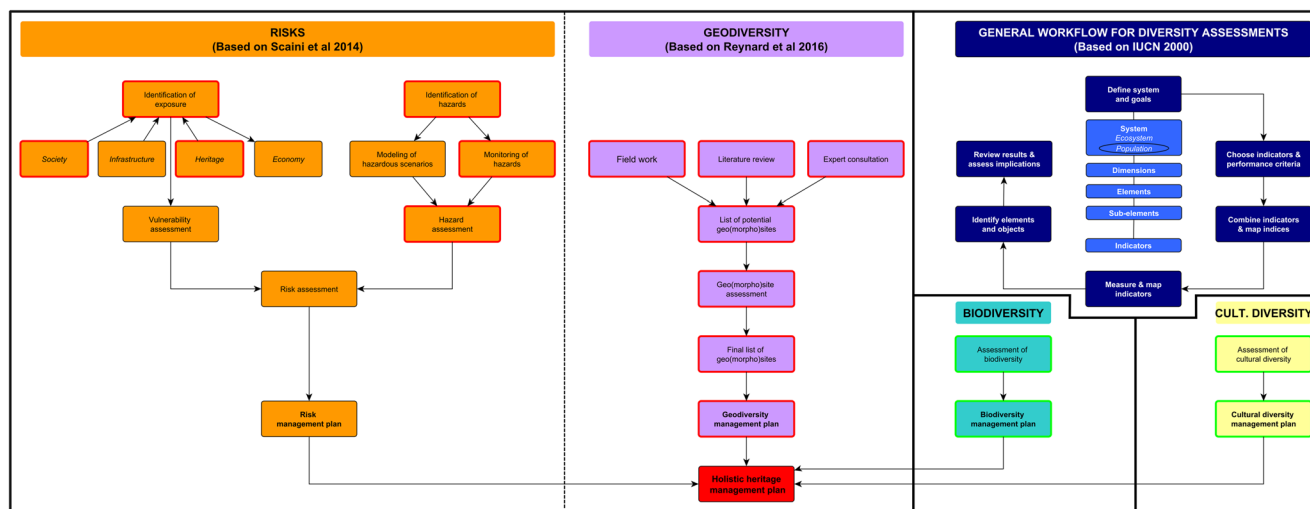 RISKS
(Based on Scaini et al 2014)
Identification of
exposure
Identification of
hazards
Society
Infrastructure
Heritage
Economy
Modeling of
hazardous scenarios
Monitoring of
hazards
Vulnerability
assessment
Hazard
assessment
Risk assessment
Risk
management plan
GEODIVERSITY
(Based on Reynard et al 2016)
Field work
Literature review
Expert consultation
List of potential
geo(morpho)sites
Geo(morpho)site
assessment
Final list of
geo(morpho)sites
Geodiversity
management plan
Holistic heritage
management plan
GENERAL WORKFLOW FOR DIVERSITY ASSESSMENTS
(Based on IUCN 2000)
Define system
and goals
System
Ecosystem
Population
Dimensions
Elements
Sub-elements
Indicators
Choose indicators &
performance criteria
Combine indicators
& map indices
Measure & map
indicators
Identify elements
and objects
Review results &
assess implications
BIODIVERSITY
Assessment of
biodiversity
Biodiversity
management plan
CULT. DIVERSITY
Assessment of
cultural diversity
Cultural diversity
management plan